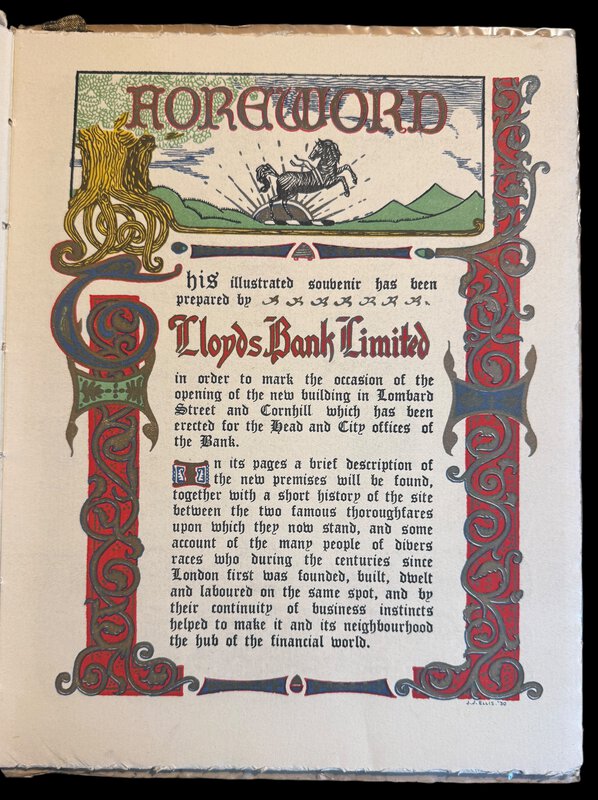 FOREWORD
This illustrated souvenir has been
prepared by
Lloyds Bank Limited
in order to mark the occasion of the
opening of the new building in Lombard
Street and Cornhill which has been
erected for the Head and City offices of
the Bank.
In its pages a brief description of
the new premises will be found,
together with a short history of the site
between the two famous thoroughfares
upon which they now stand, and some
account of the many people of divers
races who during the centuries since
London first was founded, built, dwelt
and laboured on the same spot, and by
their continuity of business instincts
helped to make it and its neighbourhood
the hub of the financial world.
J.J. ELLIS. '30